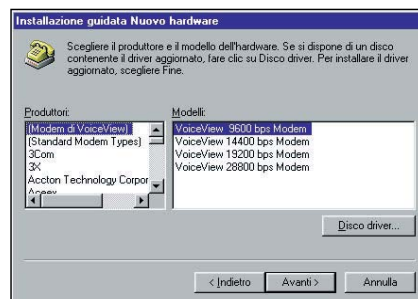 Installazione guidata Nuovo hardware
Scegliere il produttore e il modello dell'hardware. Se si dispone di un disco
contenente il driver aggiornato, fare clic su Disco driver. Per installare il driver
aggiornato, scegliere Fine.
Produttori:
(Modem di VoiceView)
(Standard Modem Types)
3Com
3X
Accton Technology Corpor
Modelli:
VoiceView 9600 bps Modem
VoiceView 14400 bps Modem
VoiceView 19200 bps Modem
VoiceView 28800 bps Modem
Disco driver...
< Indietro
Avanti >
Annulla